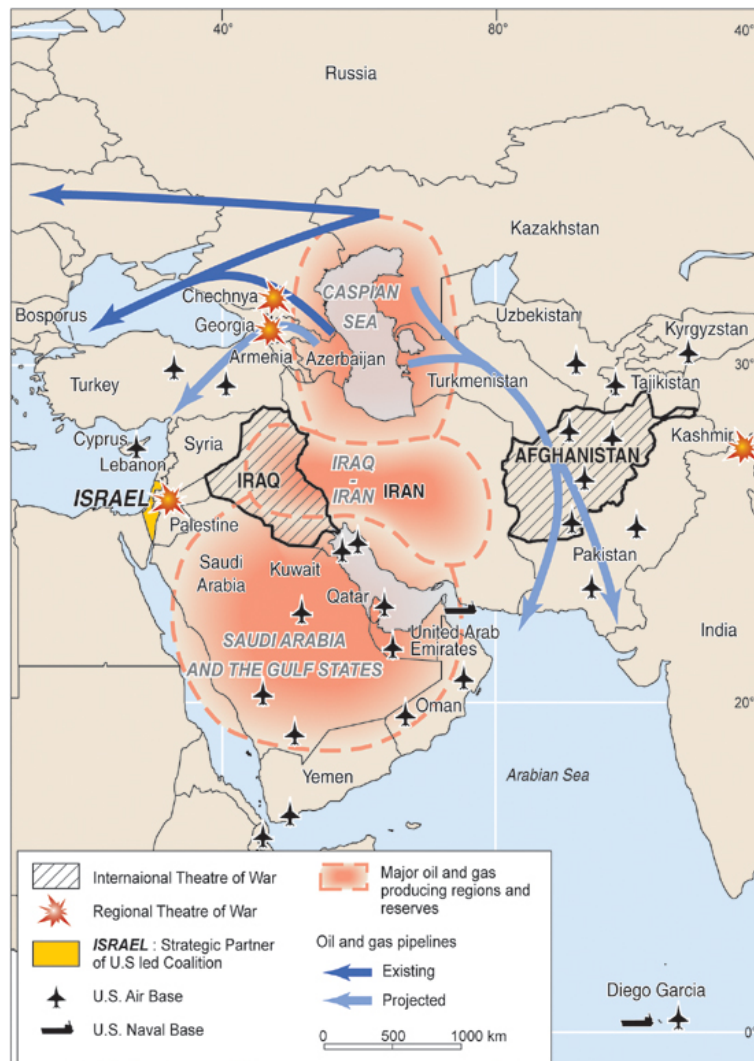 40°
80°
40°
Russia
Kazakhstan
Chechnya
CASPIAN
SEA
Bosporus
Georgia
Uzbekistan
Kyrgyzstan
Armenia
Azerbaijan
30°
Turkey
Turkmenistan
Tajikistan
Cyprus
Syria
Kashmir
Lebanon
AFGHANISTAN
IRAQ
IRAQ
-
IRAN
IRAN
ISRAEL
Palestine
Saudi
Arabia
Kuwait
Pakistan
Qatar
India
United Arab
Emirates
SAUDI ARABIA
AND THE GULF STATES
20°
Oman
Yemen
Arabian Sea
Internaional Theatre of War
Regional Theatre of War
ISRAEL : Strategic Partner
of U.S led Coalition
U.S. Air Base
U.S. Naval Base
Major oil and gas
producing regions and
reserves
Oil and gas pipelines
Existing
Projected
0 500 1000 km
Diego Garcia
0°